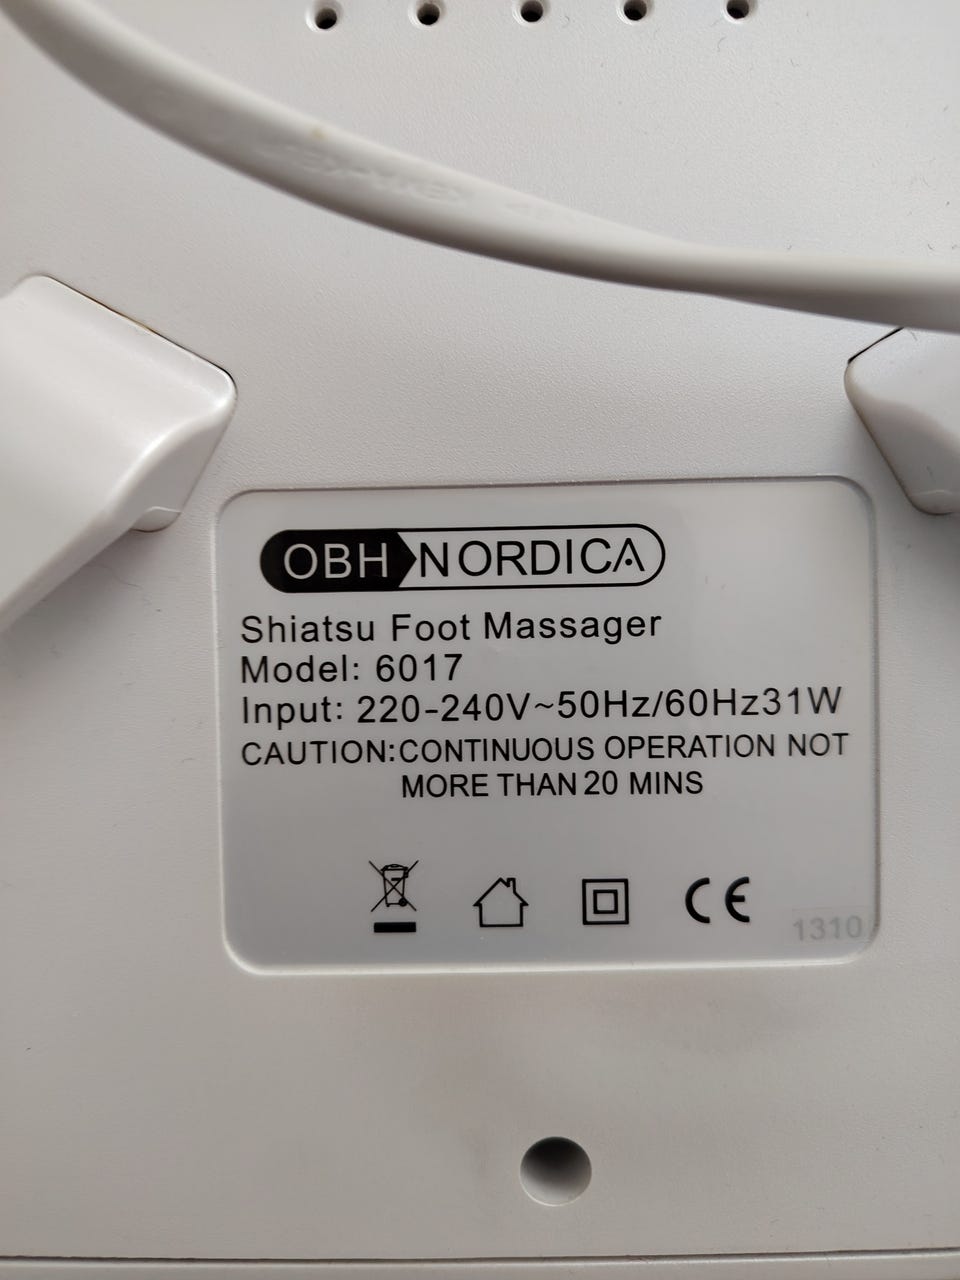 OBH NORDICA
Shiatsu Foot Massager
Model: 6017
Input: 220-240V~50Hz/60Hz31W
CAUTION:CONTINUOUS OPERATION NOT
MORE THAN 20 MINS
CE
1310